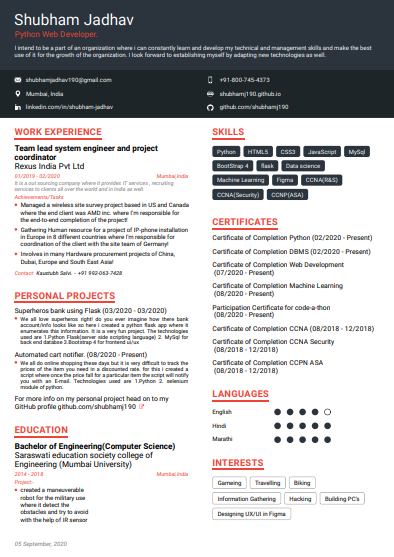 Shubham Jadhav
Python Web Developer.
I intend to be a part of an organization where i can constantly learn and develop my technical and management skills and make the best
use of it for the growth of the organization. I look forward to establishing myself by adapting new technologies as well.
shubhamjadhav190@gmail.com
+91-800-745-4373
Mumbai, India
shubhamj190.github.io
linkedin.com/in/shubham-jadhav
github.com/shubhamj190
WORK EXPERIENCE
Team lead system engineer and project
coordinator
Rexus India Pvt Ltd
01/2019 - 02/2020
Mumbai,India
It is a out sourcing company where it provides IT services , recruiting
services to clients all over the world and in India as well.
Achievements/Tasks
Managed a wireless site survey project based in US and Canada
where the end client was AMD inc. where i'm responsible for
the end-to-end completion of the project!
Gathering Human resource for a project of IP-phone installation
in Europe in 8 different countries where i'm responsible for
coordination of the client with the site team of Germany!
Involves in many Hardware procurement projects of China,
Dubai, Europe and South East Asia!
Contact: Kaustubh Salvi. - +91 992-063-7428
PERSONAL PROJECTS
Superheros bank using Flask (03/2020 - 03/2020)
We all love superheros right! do you ever imagine how there bank
account/info looks like so here i created a python flask app where it
enumerates this information. It is a very fun project. The technologies
used are 1.Python Flask(server side scripting language) 2. MySql for
back end databse 3.Bootstrap 4 for frontend ui/ux
Automated cart notifier. (08/2020 - Present)
We all do online shopping these days but it is very difficult to track the
prices of the item you need in a discounted rate. for this i created a
script where once the price fall for a particular item the script will notify
you with an E-mail. Technologies used are 1.Python 2. selenium
module of python.
For more info on my personal project head on to my
GitHub profile github.com/shubhamj190
EDUCATION
Bachelor of Engineering(Computer Science)
Saraswati education society college of
Engineering (Mumbai University)
2014 - 2018
Mumbai,India
Project-
created a maneuverable
robot for the military use
where it detect the
obstacles and try to avoid
with the help of IR sensor
SKILLS
Python HTML5 CSS3 JavaScript MySql
BootStrap 4 flask Data science
Machine Learning Figma CCNA(R&S)
CCNA(Security) CCNP(ASA)
CERTIFICATES
Certificate of Completion Python (02/2020 - Present)
Certificate of Completion DBMS (02/2020 - Present)
Certificate of Completion Web Development
(07/2020 - Present)
Certificate of Completion Machine Learning
(08/2020 - Present)
Participation Certificate for code-a-thon
(08/2020 - Present)
Certificate of Completion CCNA (08/2018 - 12/2018)
Certificate of Completion CCNA Security
(08/2018 - 12/2018)
Certificate of Completion CCPN ASA
(08/2018 - 12/2018)
LANGUAGES
English
Hindi
Marathi
INTERESTS
Gameing Travelling Biking
Information Gathering Hacking Building PC's
Designing UX/UI in Figma
05 September, 2020